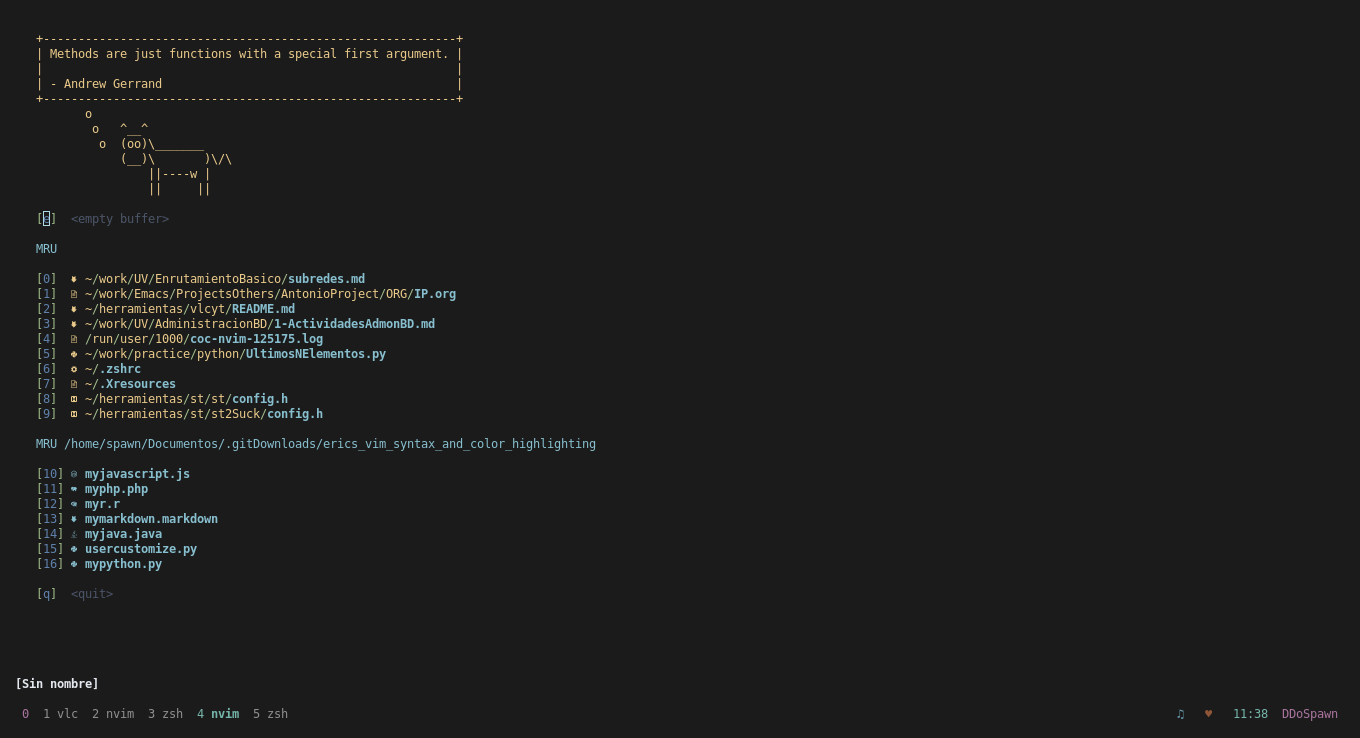 +-----------------------------------------------------------+
| Methods are just functions with a special first argument. |
|                                                           |
| - Andrew Gerrand                                          |
+-----------------------------------------------------------+
       o
        o   ^__^
         o  (oo)\_______
            (__)\       )\/\
                ||----w |
                ||     ||
[e]  <empty buffer>
MRU
[0]  ~/work/UV/EnrutamientoBasico/subredes.md
[1]  ~/work/Emacs/ProjectsOthers/AntonioProject/ORG/IP.org
[2]  ~/herramientas/vlcyt/README.md
[3]  ~/work/UV/AdministracionBD/1-ActividadesAdmonBD.md
[4]  /run/user/1000/coc-nvim-125175.log
[5]  ~/work/practice/python/UltimosNElementos.py
[6]  ~/.zshrc
[7]  ~/.Xresources
[8]  ~/herramientas/st/st/config.h
[9]  ~/herramientas/st/st2Suck/config.h
MRU /home/spawn/Documentos/.gitDownloads/erics_vim_syntax_and_color_highlighting
[10] myjavascript.js
[11] myphp.php
[12] myr.r
[13] mymarkdown.markdown
[14] myjava.java
[15] usercustomize.py
[16] mypython.py
[q]  <quit>
[Sin nombre]
0  1 vlc  2 nvim  3 zsh  4 nvim  5 zsh  ♫  ♥  11:38  DDoSpawn